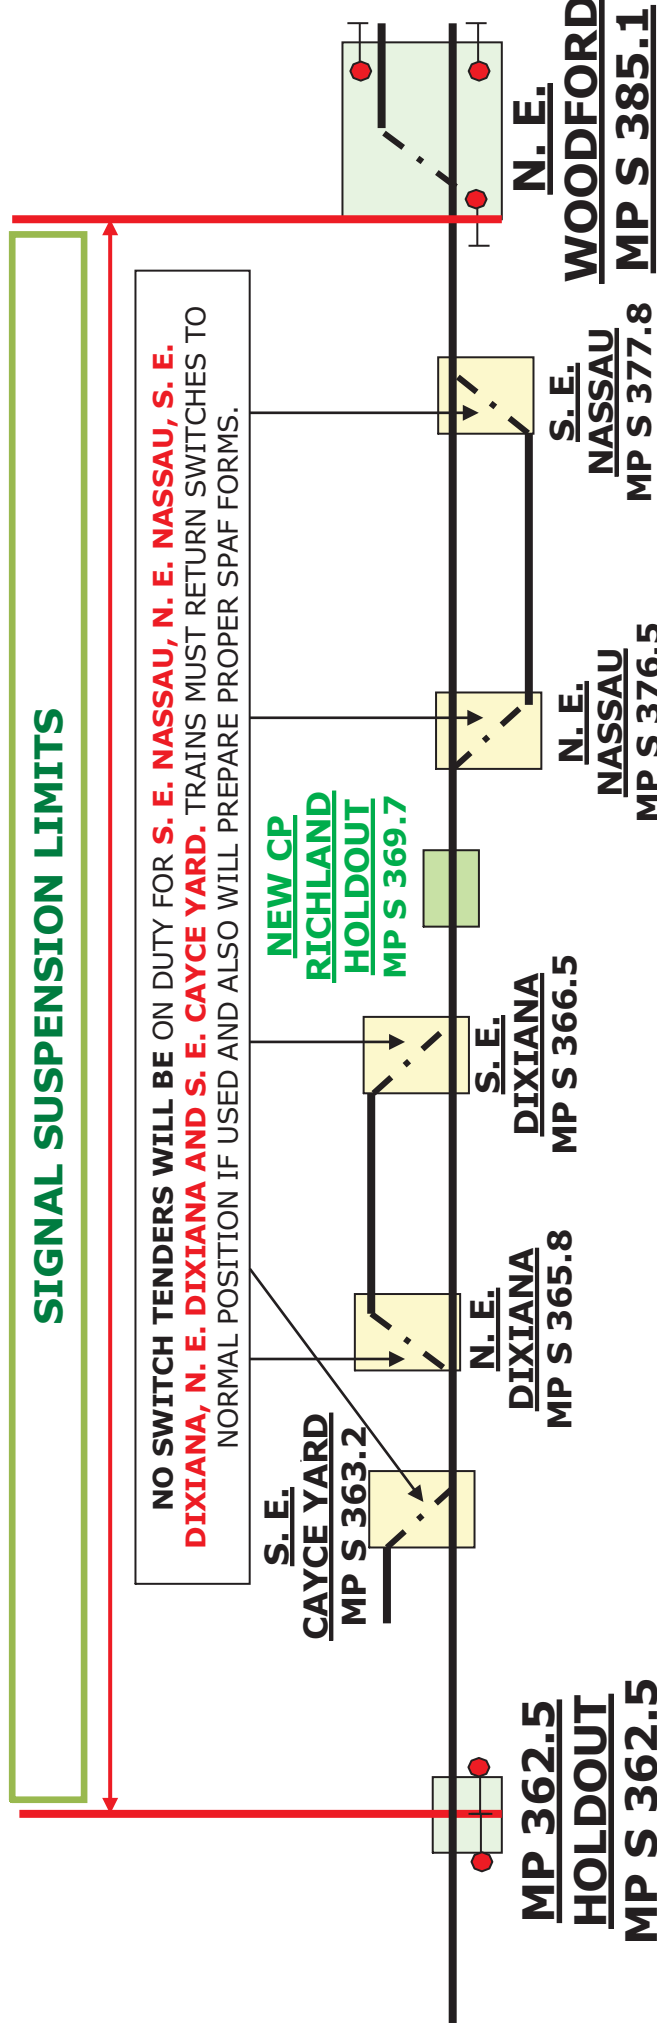 SIGNAL SUSPENSION LIMITS
NO SWITCH TENDERS WILL BE ON DUTY FOR S. E. NASSAU, N. E. NASSAU, S. E.
DIXIANA, N. E. DIXIANA AND S. E. CAYCE YARD. TRAINS MUST RETURN SWITCHES TO
NORMAL POSITION IF USED AND ALSO WILL PREPARE PROPER SPAF FORMS.
MP 362.5
HOLDOUT
MP S 362.5
S. E.
CAYCE YARD
MP S 363.2
N. E.
DIXIANA
MP S 365.8
S. E.
DIXIANA
MP S 366.5
NEW CP
RICHLAND
HOLDOUT
MP S 369.7
N. E.
NASSAU
MP S 376.5
S. E.
NASSAU
MP S 377.8
N. E.
WOODFORD
MP S 385.1